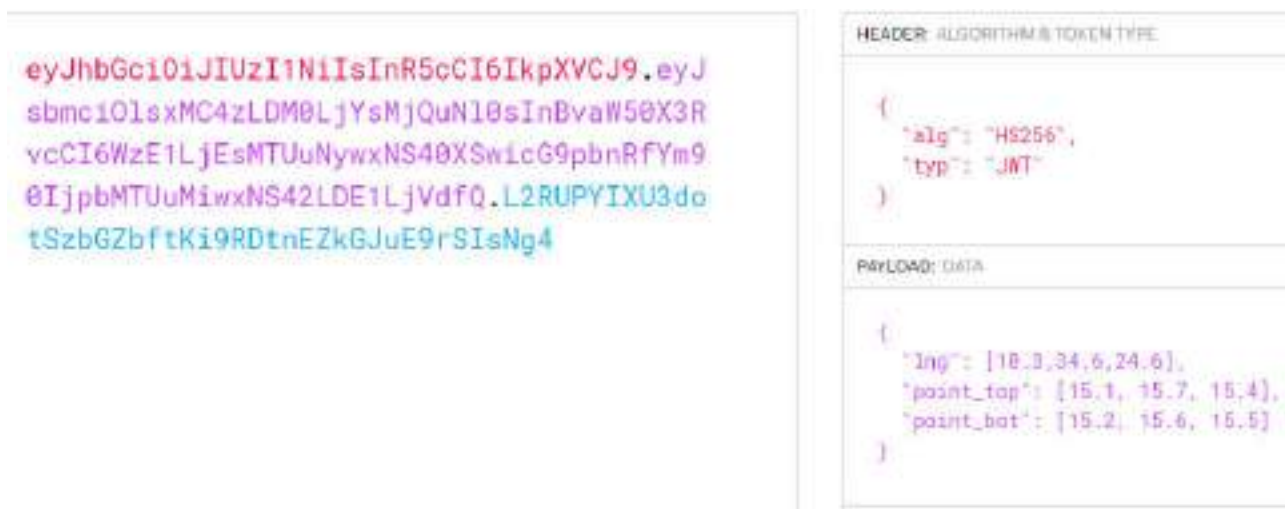 eyJhbGciOiJIUzI1NiIsInR5cCI6IkpXVCJ9.eyJ
sbmciOlsxMC4zLDM0LjYsMjQuNl0sInBvaW50X3R
vcCI6WzE1LjEsMTUuNywxNS40XSwicG9pbnRfYm9
0IjpbMTUuMiwxNS42LDE1LjVdfQ.L2RUPYIXU3do
tSzbGZbftKi9RDtnEZkGJuE9rSIsNg4
HEADER: ALGORITHM & TOKEN TYPE
{
"alg": "HS256",
"typ": "JWT"
}
PAYLOAD: DATA
{
"lng": [10.3,34.6,24.6],
"point_top": [15.1, 15.7, 15.4],
"point_bot": [15.2, 15.6, 15.5]
}